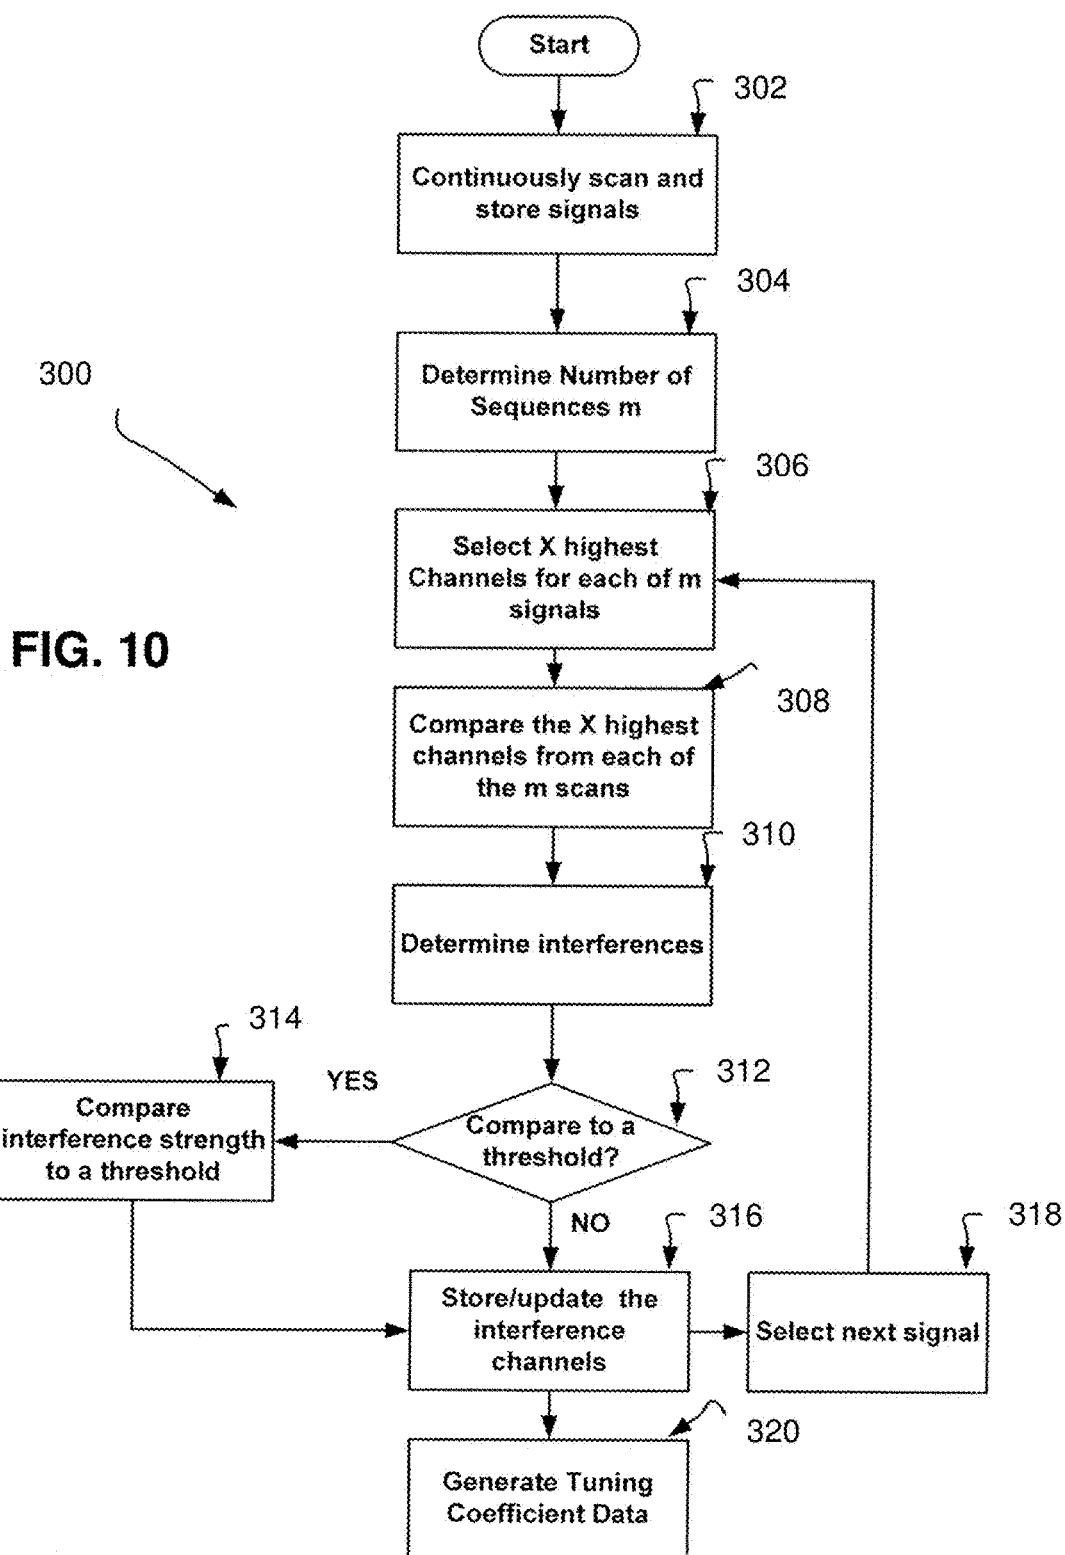 Start
302
Continuously scan and
store signals
304
Determine Number of
Sequences m
300
306
Select X highest
Channels for each of m
signals
FIG. 10
308
Compare the X highest
channels from each of
the m scans
310
Determine interferences
314
YES
312
Compare
interference strength
to a threshold
Compare to a
threshold?
NO
316
318
Store/update the
interference
channels
Select next signal
320
Generate Tuning
Coefficient Data